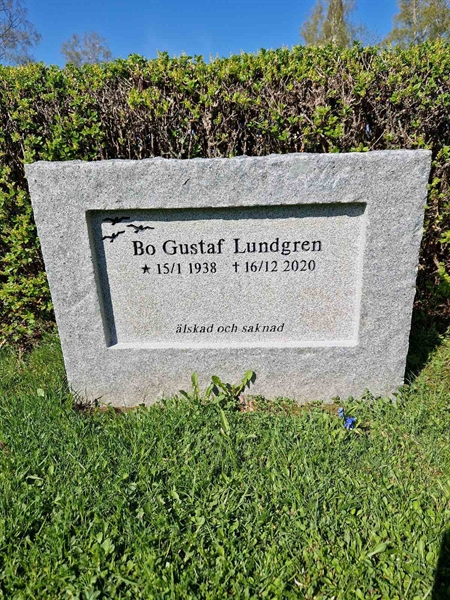 Bo Gustaf Lundgren
★ 15/1 1938 ✝ 16/12 2020
älskad och saknad